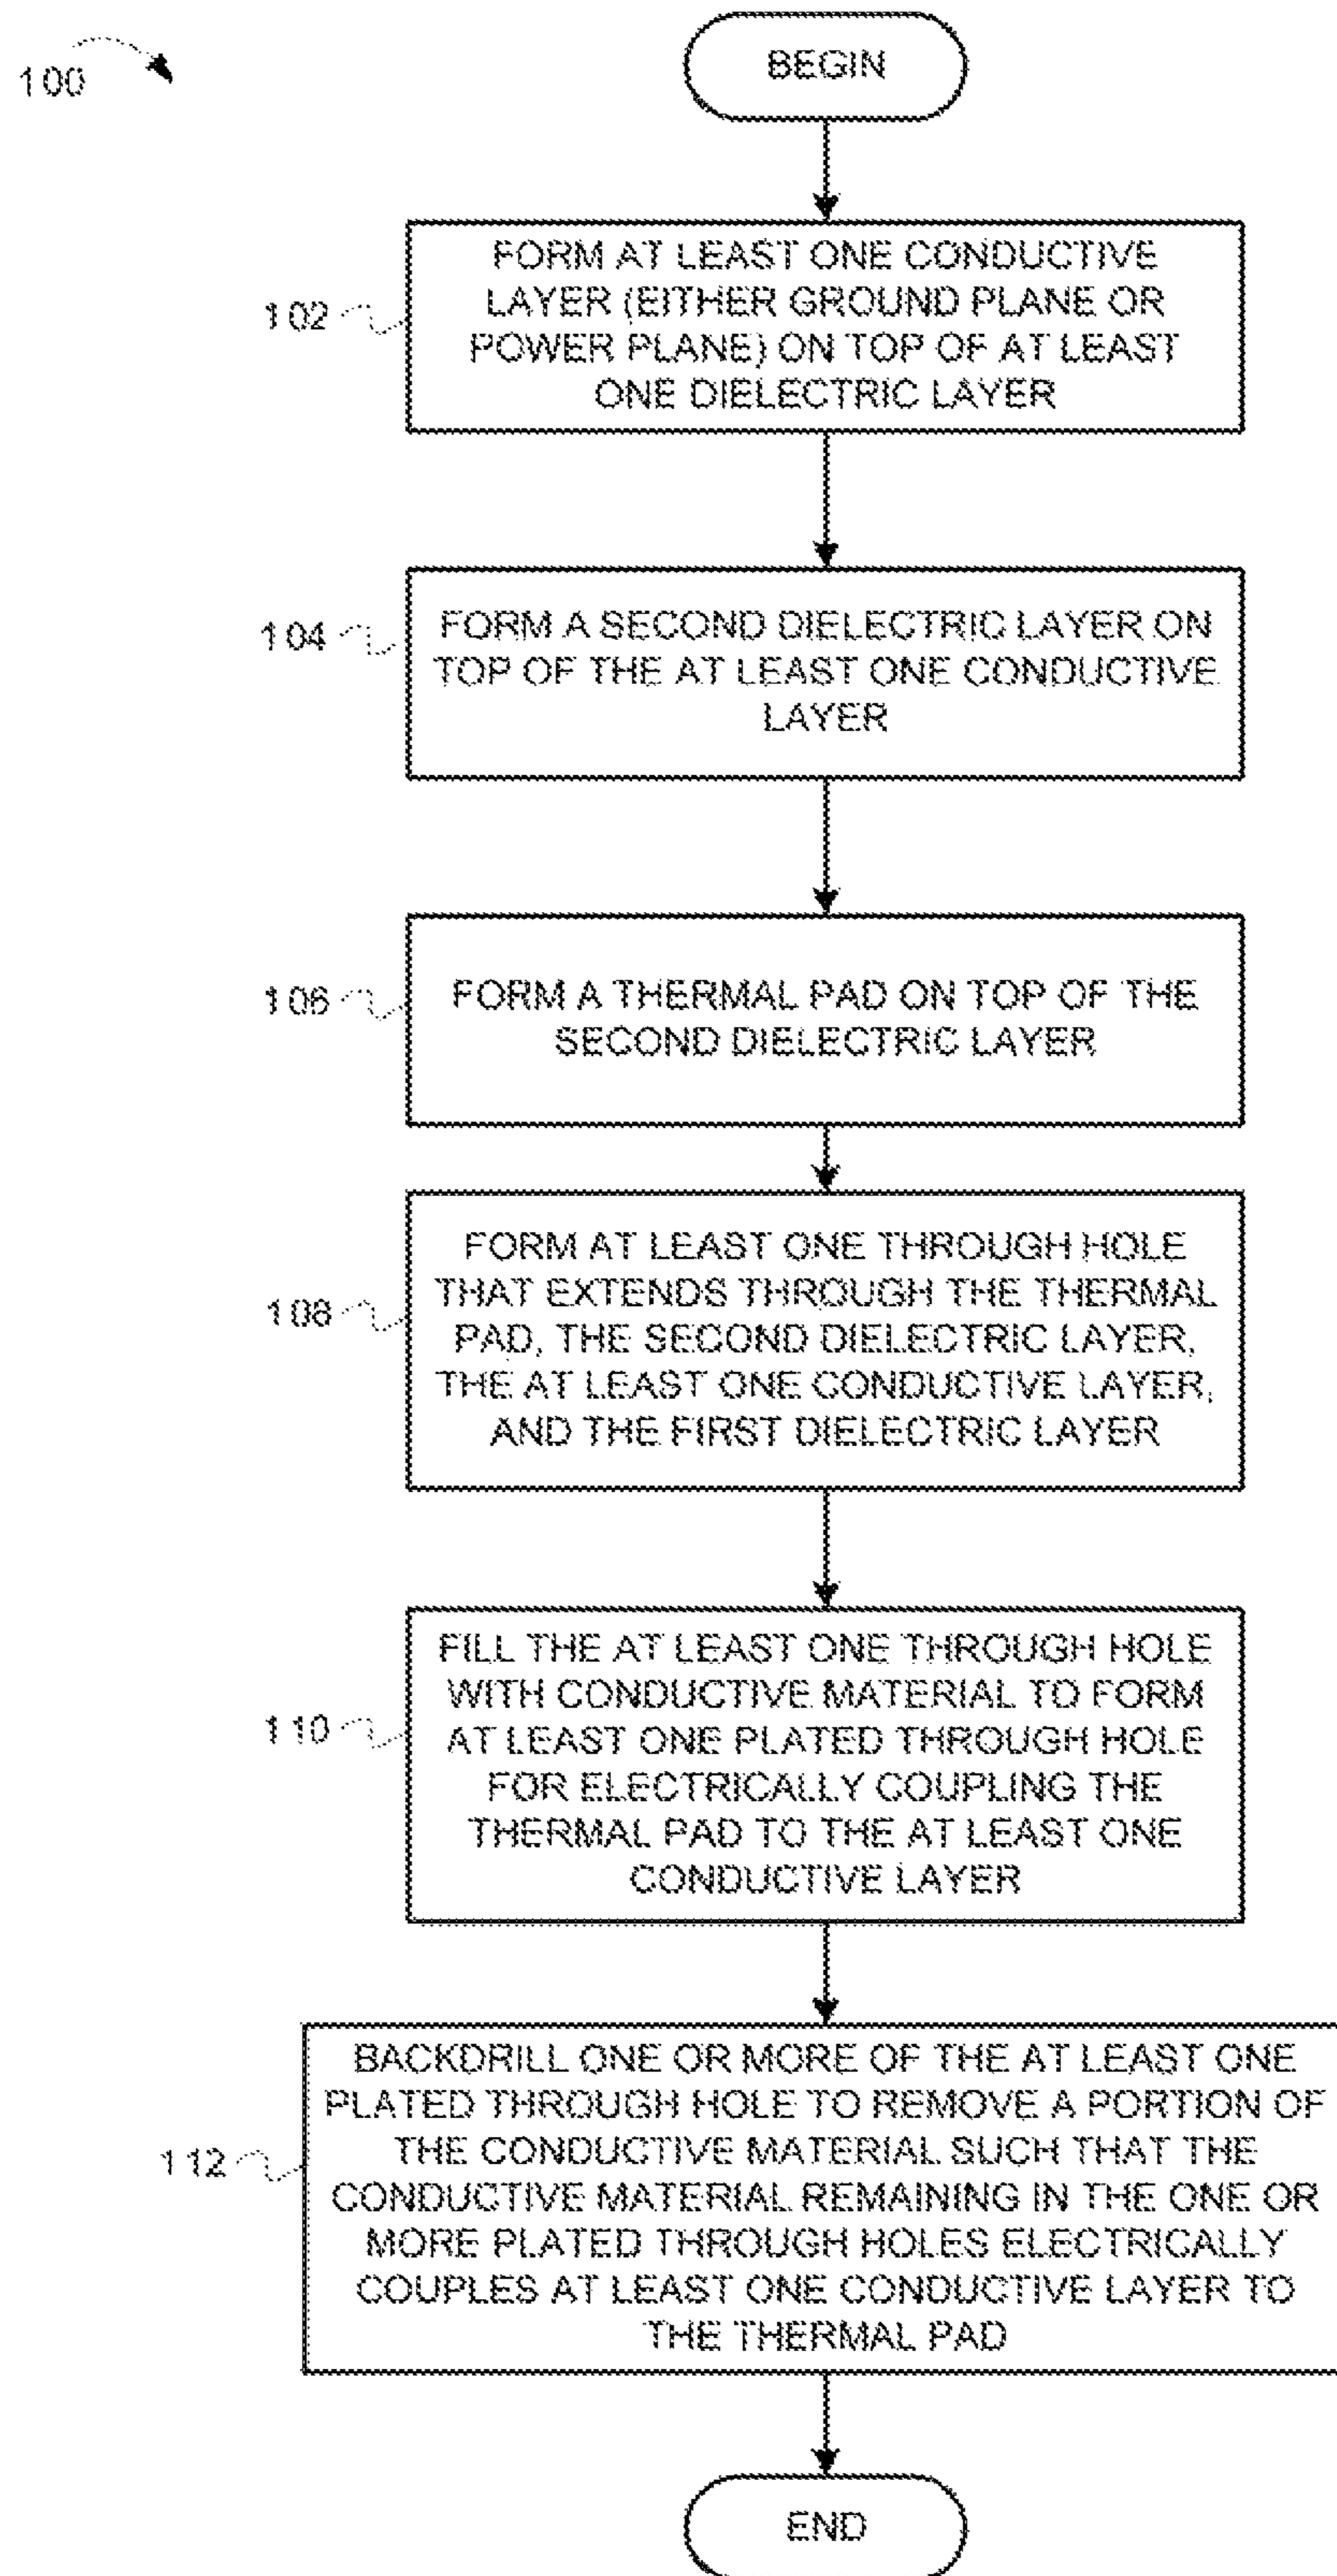 100
BEGIN
102
FORM AT LEAST ONE CONDUCTIVE
LAYER (EITHER GROUND PLANE OR
POWER PLANE) ON TOP OF AT LEAST
ONE DIELECTRIC LAYER
104
FORM A SECOND DIELECTRIC LAYER ON
TOP OF THE AT LEAST ONE CONDUCTIVE
LAYER
106
FORM A THERMAL PAD ON TOP OF THE
SECOND DIELECTRIC LAYER
108
FORM AT LEAST ONE THROUGH HOLE
THAT EXTENDS THROUGH THE THERMAL
PAD, THE SECOND DIELECTRIC LAYER,
THE AT LEAST ONE CONDUCTIVE LAYER,
AND THE FIRST DIELECTRIC LAYER
110
FILL THE AT LEAST ONE THROUGH HOLE
WITH CONDUCTIVE MATERIAL TO FORM
AT LEAST ONE PLATED THROUGH HOLE
FOR ELECTRICALLY COUPLING THE
THERMAL PAD TO THE AT LEAST ONE
CONDUCTIVE LAYER
112
BACKDRILL ONE OR MORE OF THE AT LEAST ONE
PLATED THROUGH HOLE TO REMOVE A PORTION OF
THE CONDUCTIVE MATERIAL SUCH THAT THE
CONDUCTIVE MATERIAL REMAINING IN THE ONE OR
MORE PLATED THROUGH HOLES ELECTRICALLY
COUPLES AT LEAST ONE CONDUCTIVE LAYER TO
THE THERMAL PAD
END